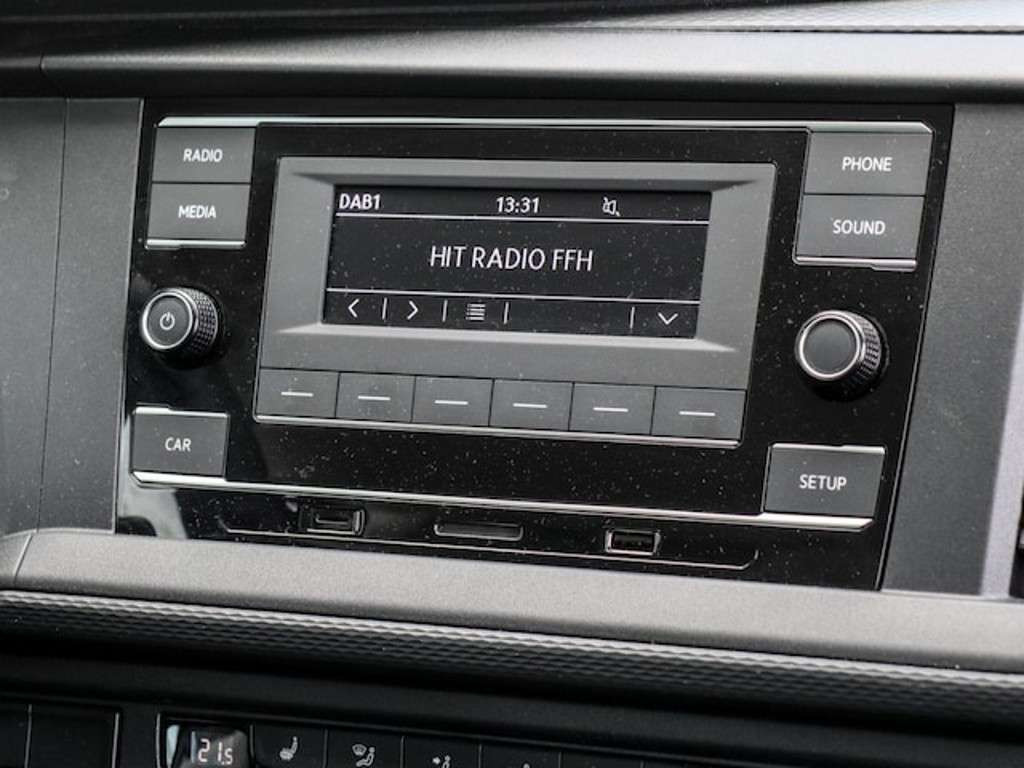 RADIO
MEDIA
DAB1 13:31
HIT RADIO FFH
PHONE
SOUND
CAR
SETUP
21.5